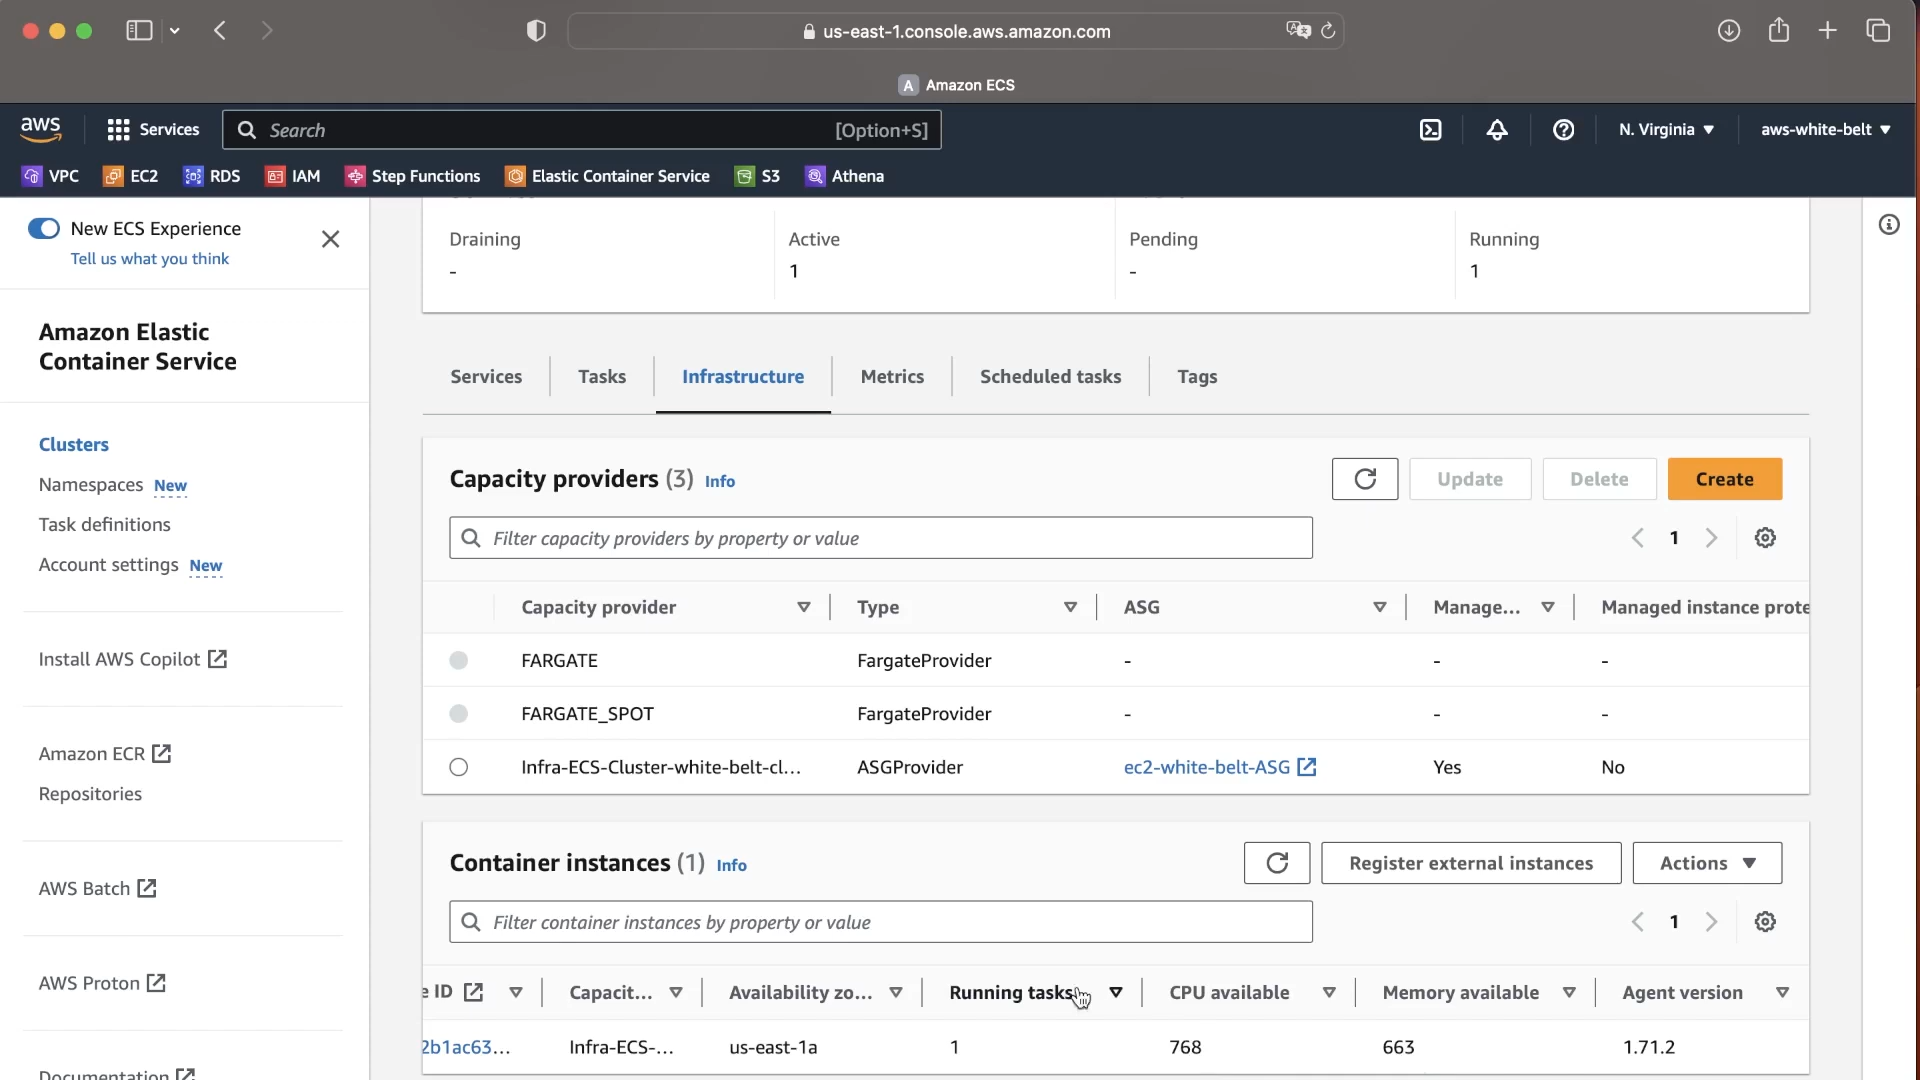 us-east-1.console.aws.amazon.com
A Amazon ECS
aws
Services
Search
[Option+S]
N. Virginia
aws-white-belt
VPC
EC2
RDS
IAM
Step Functions
Elastic Container Service
S3
Athena
New ECS Experience
Tell us what you think
Amazon Elastic
Container Service
Clusters
Namespaces New
Task definitions
Account settings New
Install AWS Copilot
Amazon ECR
Repositories
AWS Batch
AWS Proton
Documentation
Draining
-
Active
1
Pending
-
Running
1
Services
Tasks
Infrastructure
Metrics
Scheduled tasks
Tags
Capacity providers (3) Info
Update
Delete
Create
Filter capacity providers by property or value
1
Capacity provider
Type
ASG
Manage...
Managed instance prote
FARGATE
FargateProvider
-
-
-
FARGATE_SPOT
FargateProvider
-
-
-
Infra-ECS-Cluster-white-belt-cl...
ASGProvider
ec2-white-belt-ASG
Yes
No
Container instances (1) Info
Register external instances
Actions
Filter container instances by property or value
1
e ID
Capacit...
Availability zo...
Running tasks
CPU available
Memory available
Agent version
2b1ac63...
Infra-ECS-...
us-east-1a
1
768
663
1.71.2